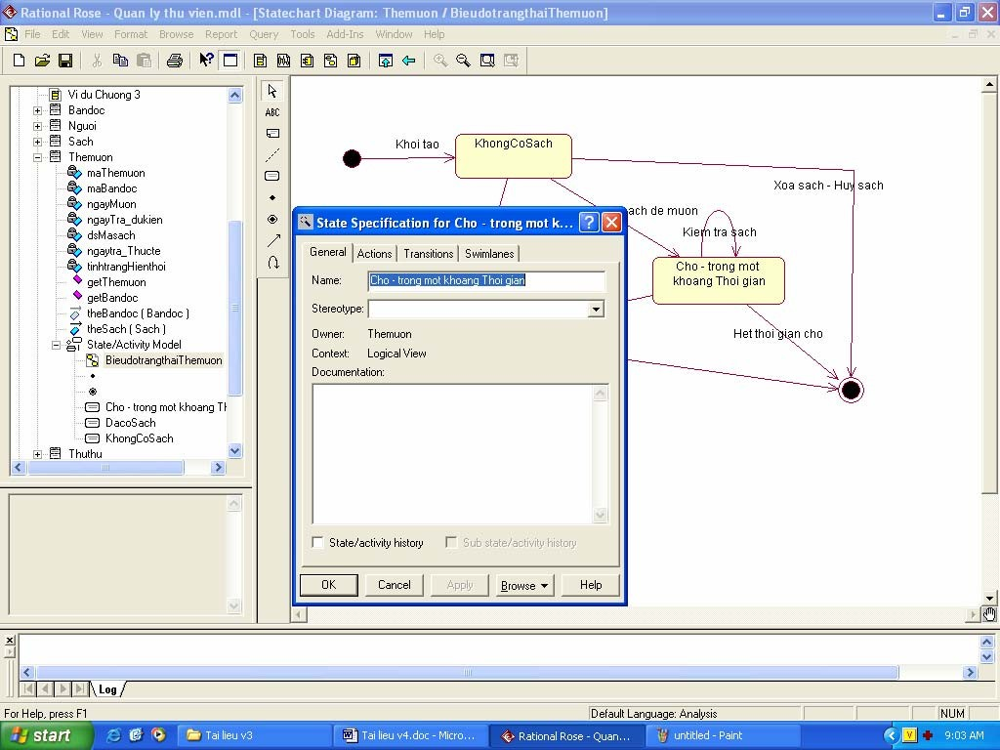 Rational Rose - Quan ly thu vien.mdl - [Statechart Diagram: Themuon / BieudotrangthaiThemuon]
File Edit View Format Browse Report Query Tools Add-Ins Window Help
ABC
Vi du Chuong 3
Bandoc
Nguoi
Sach
Themuon
maThemuon
maBandoc
ngayMuon
ngayTra_dukien
dsMasach
ngaytra_Thucte
tinhtrangHienthoi
getThemuon
getBandoc
theBandoc ( Bandoc )
theSach ( Sach )
State/Activity Model
BieudotrangthaiThemuon
Cho - trong mot khoang Th
DacoSach
KhongCoSach
Thuthu
Khoi tao
KhongCoSach
Xoa sach - Huy sach
ach de muon
Kiem tra sach
Cho - trong mot
khoang Thoi gian
Het thoi gian cho
State Specification for Cho - trong mot k...
General Actions Transitions Swimlanes
Name: Cho - trong mot khoang Thoi gian
Stereotype:
Owner: Themuon
Context: Logical View
Documentation:
State/activity history Sub state/activity history
OK Cancel Apply Browse Help
Log
For Help, press F1 Default Language: Analysis NUM
start Tai lieu v3 Tai lieu v4.doc - Micro... Rational Rose - Quan... untitled - Paint V 9:03 AM